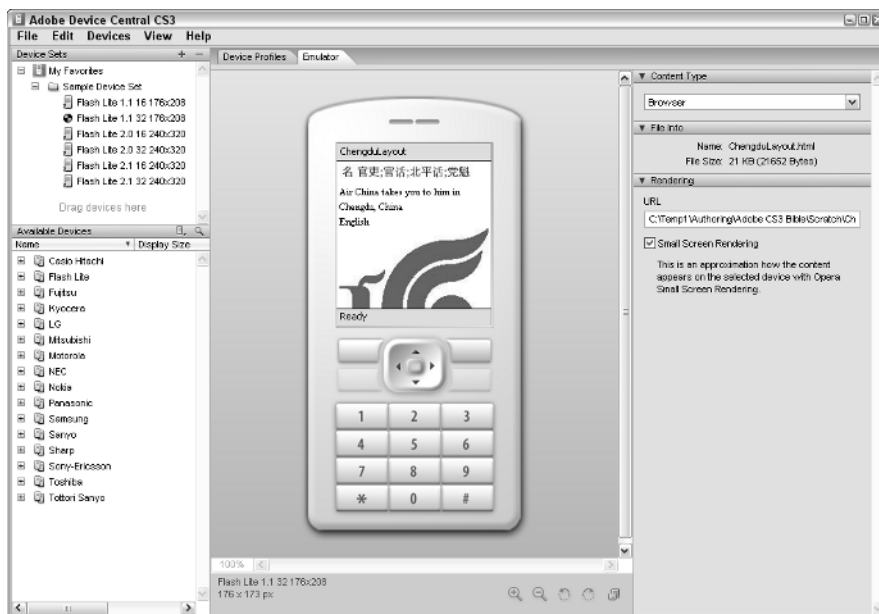 Adobe Device Central CS3
File Edit Devices View Help
Device Sets
My Favorites
Sample Device Set
Flash Lite 1.1 16 176x208
Flash Lite 1.1 32 176x208
Flash Lite 2.0 16 240x320
Flash Lite 2.0 32 240x320
Flash Lite 2.1 16 240x320
Flash Lite 2.1 32 240x320
Drag devices here
Available Devices
Name Display Size
Casio Hitachi
Flash Lite
Fujitsu
Kyocera
LG
Mitsubishi
Motorola
NEC
Nokia
Panasonic
Samsung
Sanyo
Sharp
Sony-Ericsson
Toshiba
Tottori Sanyo
Device Profiles Emulator
ChengduLayout
名 官吏;官话;北平话;党魁
Air China takes you to him in
Chengdu, China
English
Ready
1 2 3
4 5 6
7 8 9
* 0 #
100%
Flash Lite 1.1 32 176x208
176 x 173 px
Content Type
Browser
File Info
Name: ChengduLayout.html
File Size: 21 KB (21652 Bytes)
Rendering
URL
C:\Temp1\Authoring\Adobe CS3 Bible\Scratch\Ch
Small Screen Rendering
This is an approximation how the content
appears on the selected device with Opera
Small Screen Rendering.